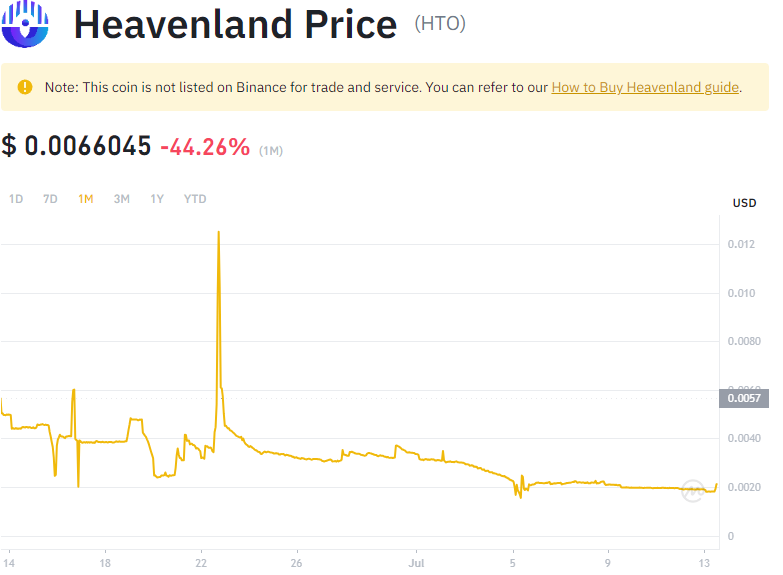 Heavenland Price (HTO)
Note: This coin is not listed on Binance for trade and service. You can refer to our How to Buy Heavenland guide.
$ 0.0066045 -44.26% (1M)
1D 7D 1M 3M 1Y YTD
USD
0.012
0.010
0.0080
0.0057
0.0040
0.0020
0
14 18 22 26 Jul 5 9 13